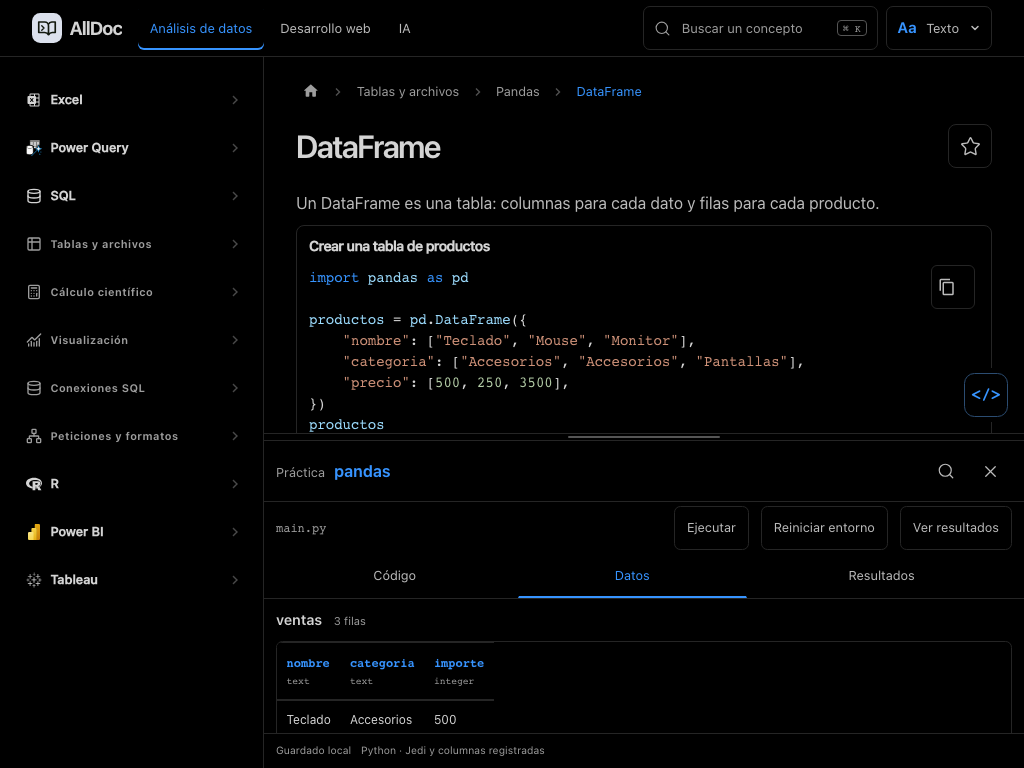 AllDoc
Análisis de datos
Desarrollo web
IA
Buscar un concepto
⌘ K
Aa Texto
Excel
Power Query
SQL
Tablas y archivos
Cálculo científico
Visualización
Conexiones SQL
Peticiones y formatos
R
Power BI
Tableau
Tablas y archivos > Pandas > DataFrame
DataFrame
Un DataFrame es una tabla: columnas para cada dato y filas para cada producto.
Crear una tabla de productos
import pandas as pd
productos = pd.DataFrame({
    "nombre": ["Teclado", "Mouse", "Monitor"],
    "categoria": ["Accesorios", "Accesorios", "Pantallas"],
    "precio": [500, 250, 3500],
})
productos
</>
Práctica pandas
main.py
Ejecutar
Reiniciar entorno
Ver resultados
Código
Datos
Resultados
ventas 3 filas
nombre categoria importe
text text integer
Teclado Accesorios 500
Guardado local Python · Jedi y columnas registradas